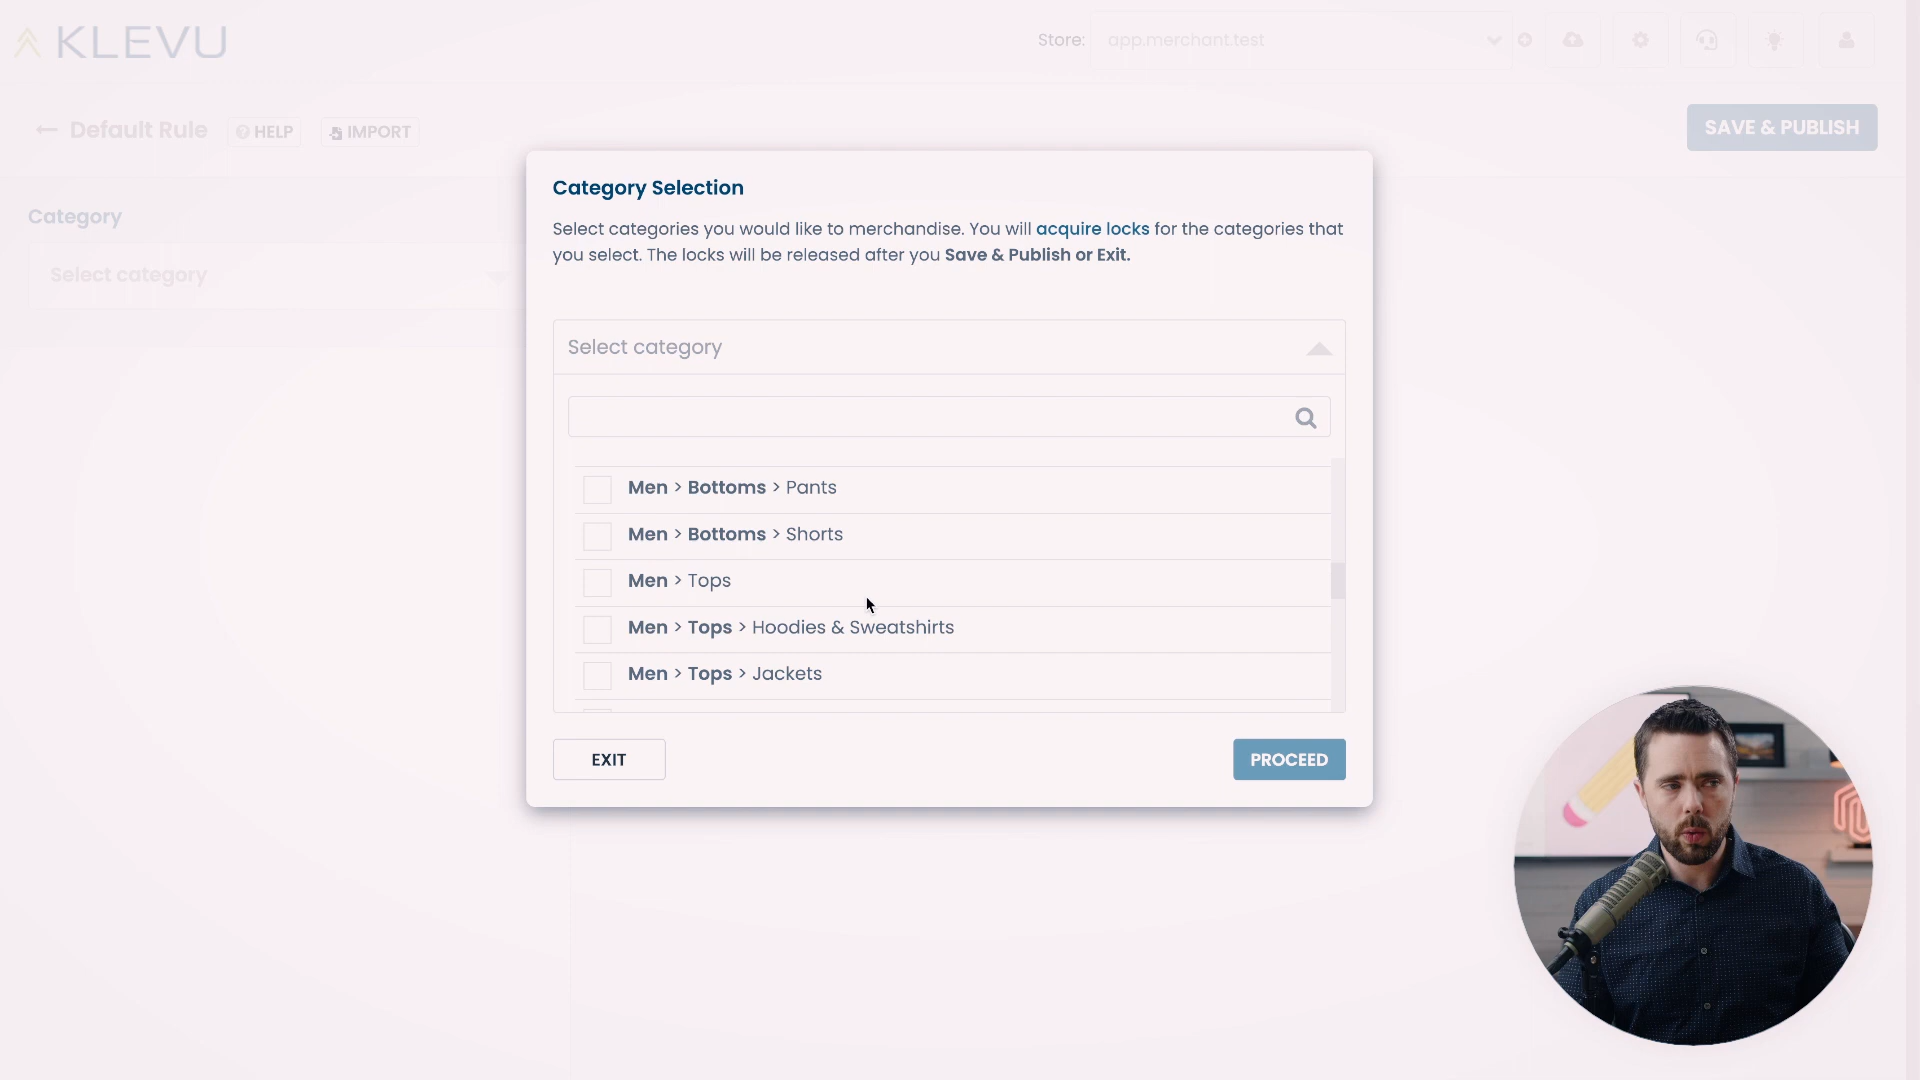 KLEVU
Store: app.merchant.test
Default Rule
HELP
IMPORT
SAVE & PUBLISH
Category
Select category
Category Selection
Select categories you would like to merchandise. You will acquire locks for the categories that
you select. The locks will be released after you Save & Publish or Exit.
Select category
Men > Bottoms > Pants
Men > Bottoms > Shorts
Men > Tops
Men > Tops > Hoodies & Sweatshirts
Men > Tops > Jackets
EXIT
PROCEED